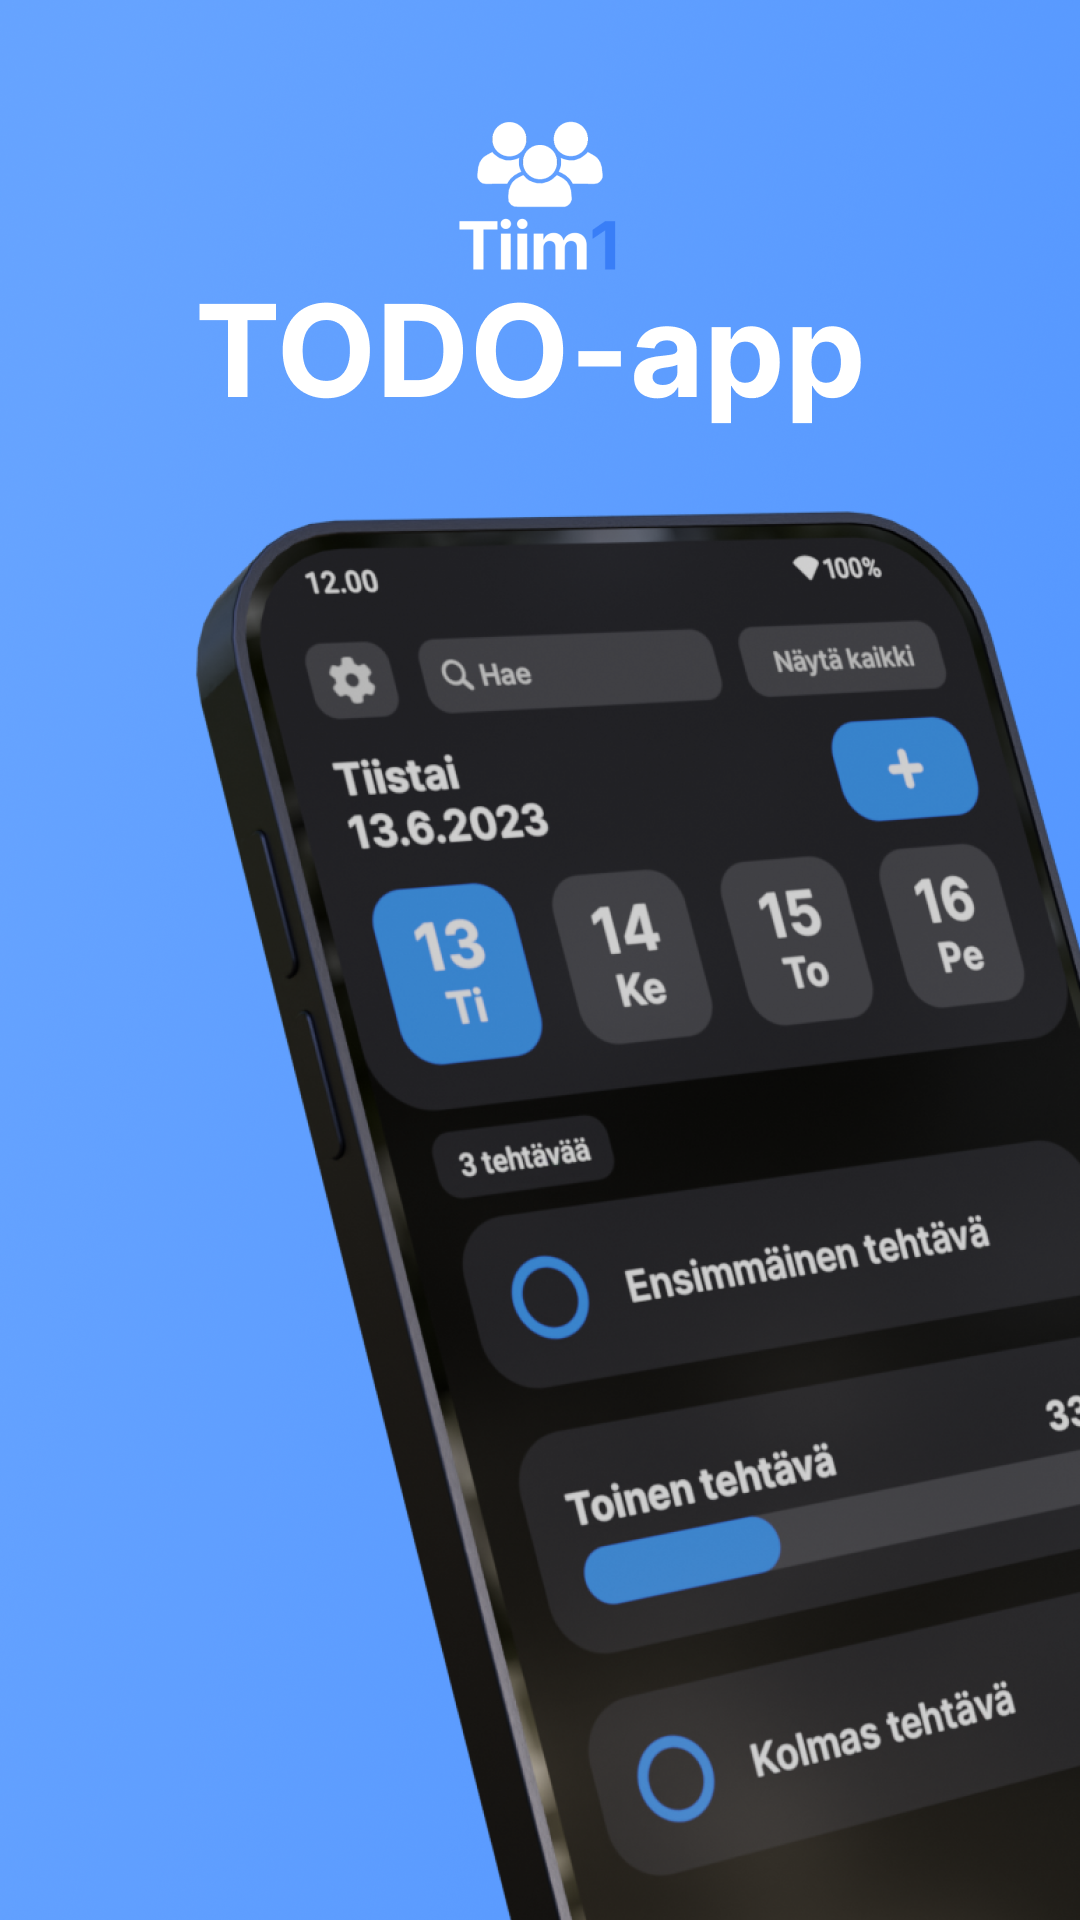 Tiim1
TODO-app
12.00
100%
Hae
Näytä kaikki
Tiistai
13.6.2023
+
13
Ti
14
Ke
15
To
16
Pe
3 tehtävää
Ensimmäinen tehtävä
33
Toinen tehtävä
Kolmas tehtävä